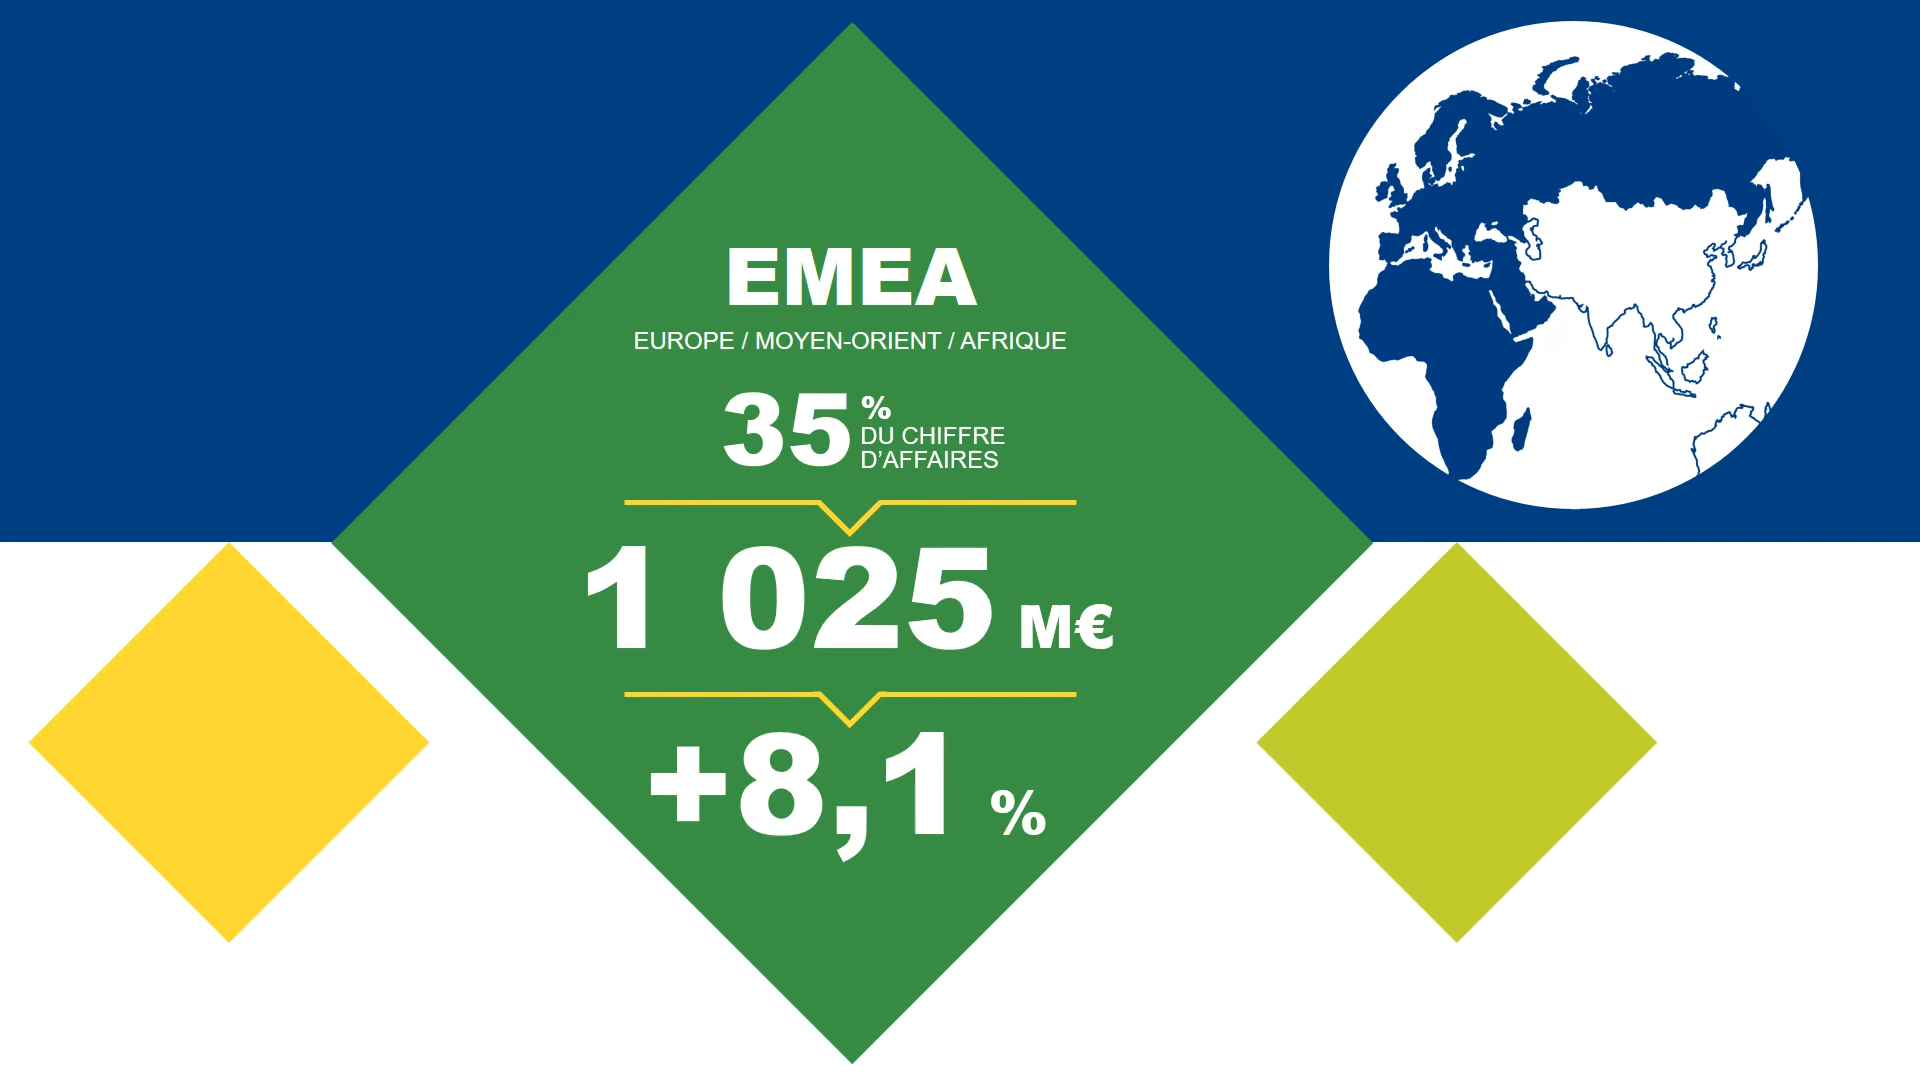 EMEA
EUROPE / MOYEN-ORIENT / AFRIQUE
35 %
DU CHIFFRE
D’AFFAIRES
1 025 M€
+8,1 %